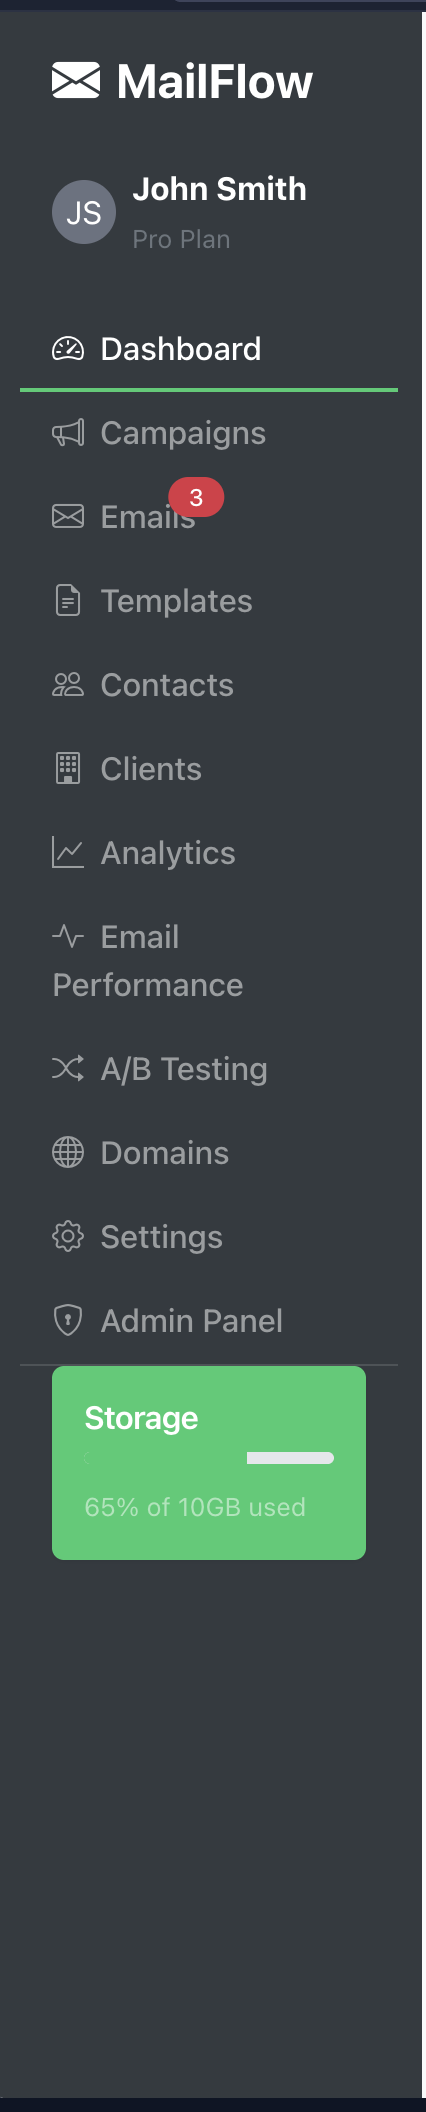 MailFlow
JS
John Smith
Pro Plan
Dashboard
Campaigns
Emails
3
Templates
Contacts
Clients
Analytics
Email
Performance
A/B Testing
Domains
Settings
Admin Panel
Storage
65% of 10GB used